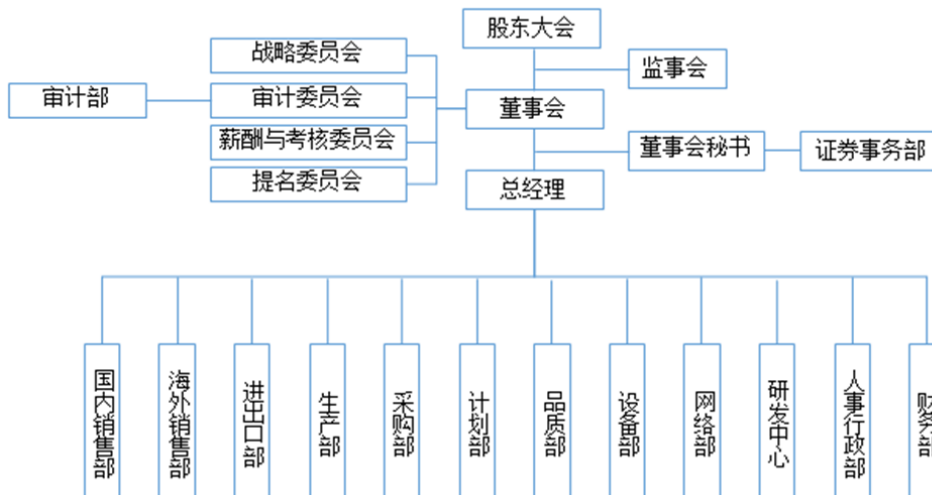 股东大会
战略委员会
监事会
审计部
审计委员会
董事会
薪酬与考核委员会
董事会秘书
证券事务部
提名委员会
总经理
国内销售部
海外销售部
进出口部
生产部
采购部
计划部
品质部
设备部
网络部
研发中心
人事行政部
财务部